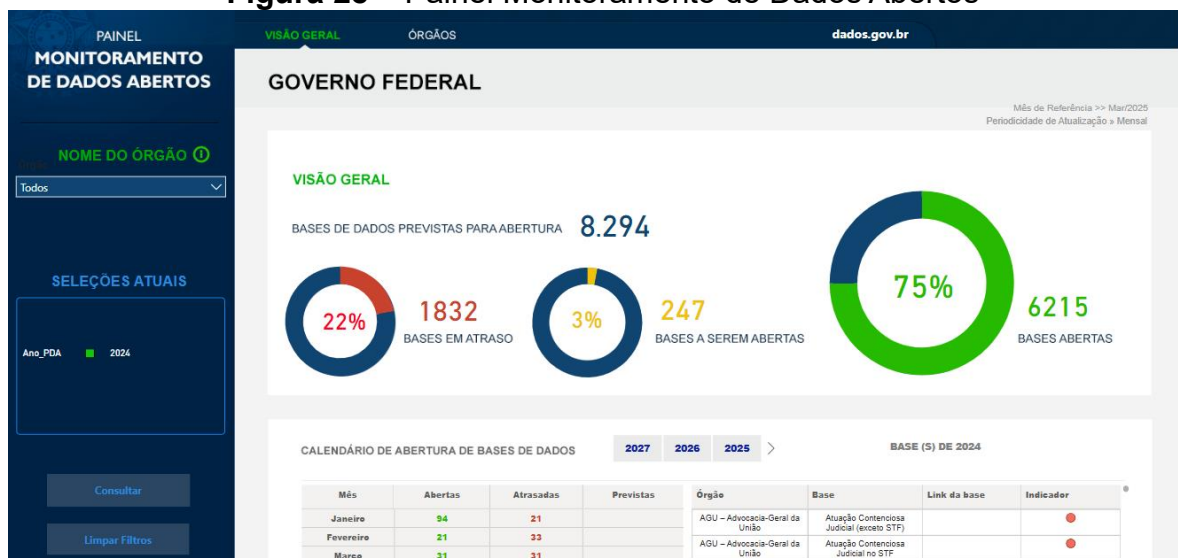 Figura 23 – Painel Monitoramento de Dados Abertos
PAINEL
MONITORAMENTO
DE DADOS ABERTOS
VISÃO GERAL
ÓRGÃOS
dados.gov.br
GOVERNO FEDERAL
Mês de Referência >> Mar/2025
Periodicidade de Atualização » Mensal
NOME DO ÓRGÃO
Todos
SELEÇÕES ATUAIS
Ano_PDA 2024
Consultar
Limpar Filtros
VISÃO GERAL
BASES DE DADOS PREVISTAS PARA ABERTURA 8.294
22%
1832
BASES EM ATRASO
3%
247
BASES A SEREM ABERTAS
75%
6215
BASES ABERTAS
CALENDÁRIO DE ABERTURA DE BASES DE DADOS
2027 2026 2025 >
BASE (S) DE 2024
Mês Abertas Atrasadas Previstas
Janeiro 94 21
Fevereiro 21 33
Março 31 31
Órgão Base Link da base Indicador
AGU – Advocacia-Geral da Atuação Contenciosa
União Judicial (exceto STF)
AGU – Advocacia-Geral da Atuação Contenciosa
União Judicial no STF